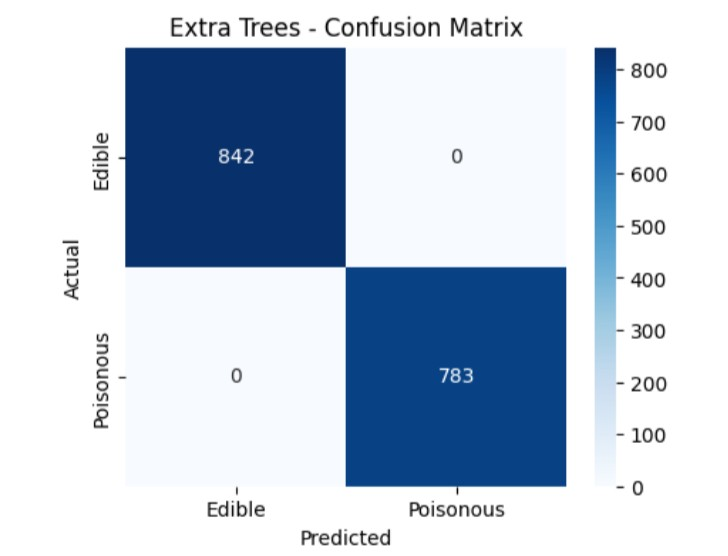 Extra Trees - Confusion Matrix
Actual
Edible
Poisonous
842
0
0
783
Edible
Poisonous
Predicted
800
700
600
500
400
300
200
100
0